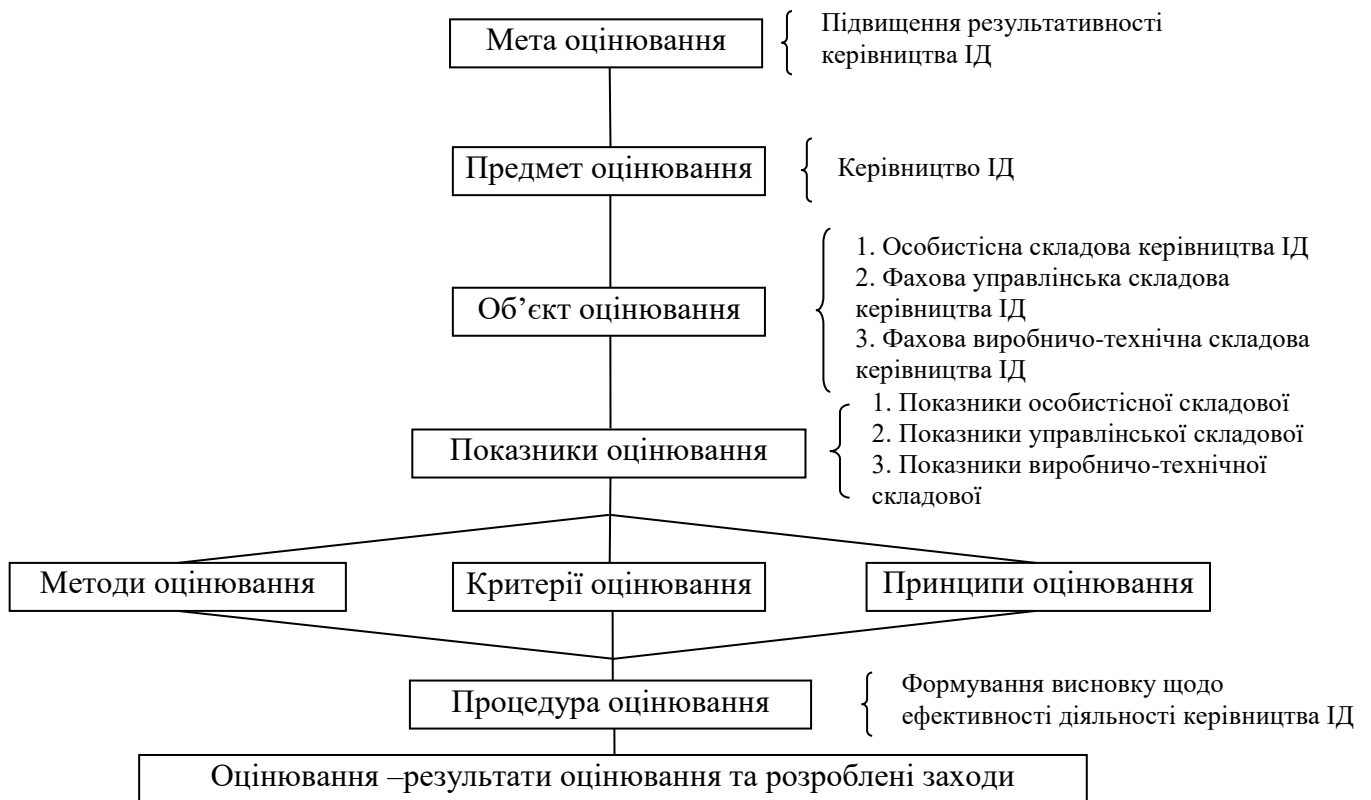 Мета оцінювання
Підвищення результативності
керівництва ІД
Предмет оцінювання
Керівництво ІД
Об’єкт оцінювання
1. Особистісна складова керівництва ІД
2. Фахова управлінська складова
керівництва ІД
3. Фахова виробничо-технічна складова
керівництва ІД
Показники оцінювання
1. Показники особистісної складової
2. Показники управлінської складової
3. Показники виробничо-технічної
складової
Методи оцінювання
Критерії оцінювання
Принципи оцінювання
Процедура оцінювання
Формування висновку щодо
ефективності діяльності керівництва ІД
Оцінювання –результати оцінювання та розроблені заходи